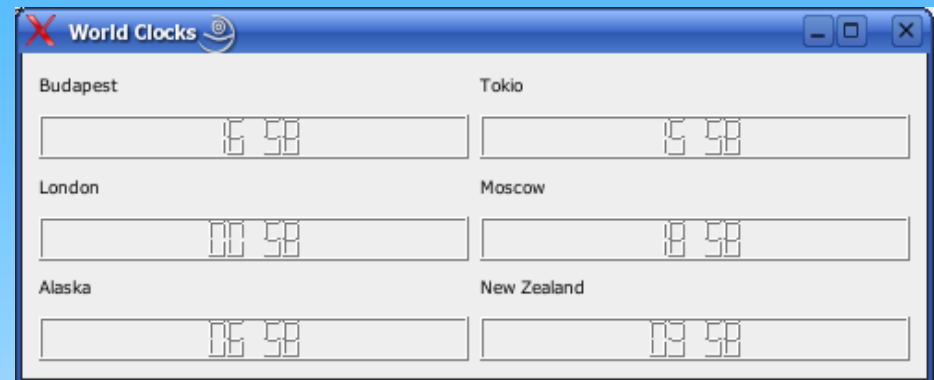 World Clocks
Budapest
Tokio
16 58
15 58
London
Moscow
00 58
18 58
Alaska
New Zealand
06 58
03 58